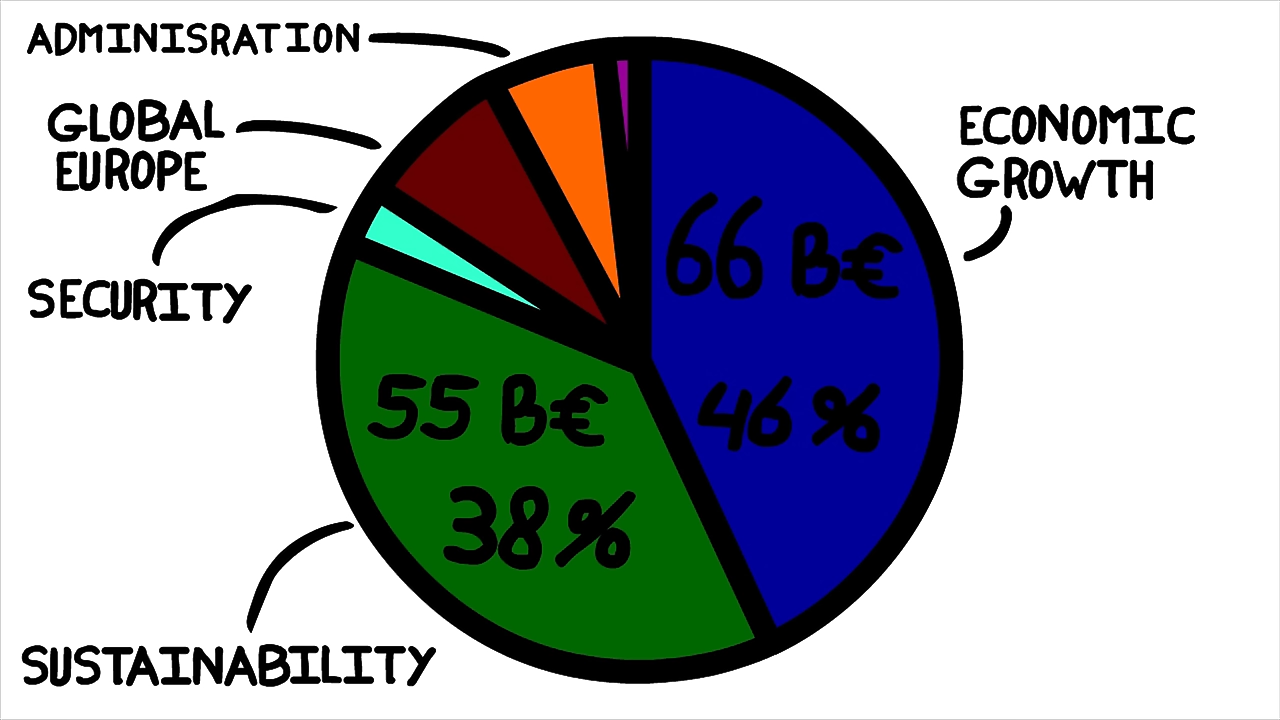 ADMINISRATION
GLOBAL
EUROPE
SECURITY
SUSTAINABILITY
ECONOMIC
GROWTH
66 B€
46 %
55 B€
38 %